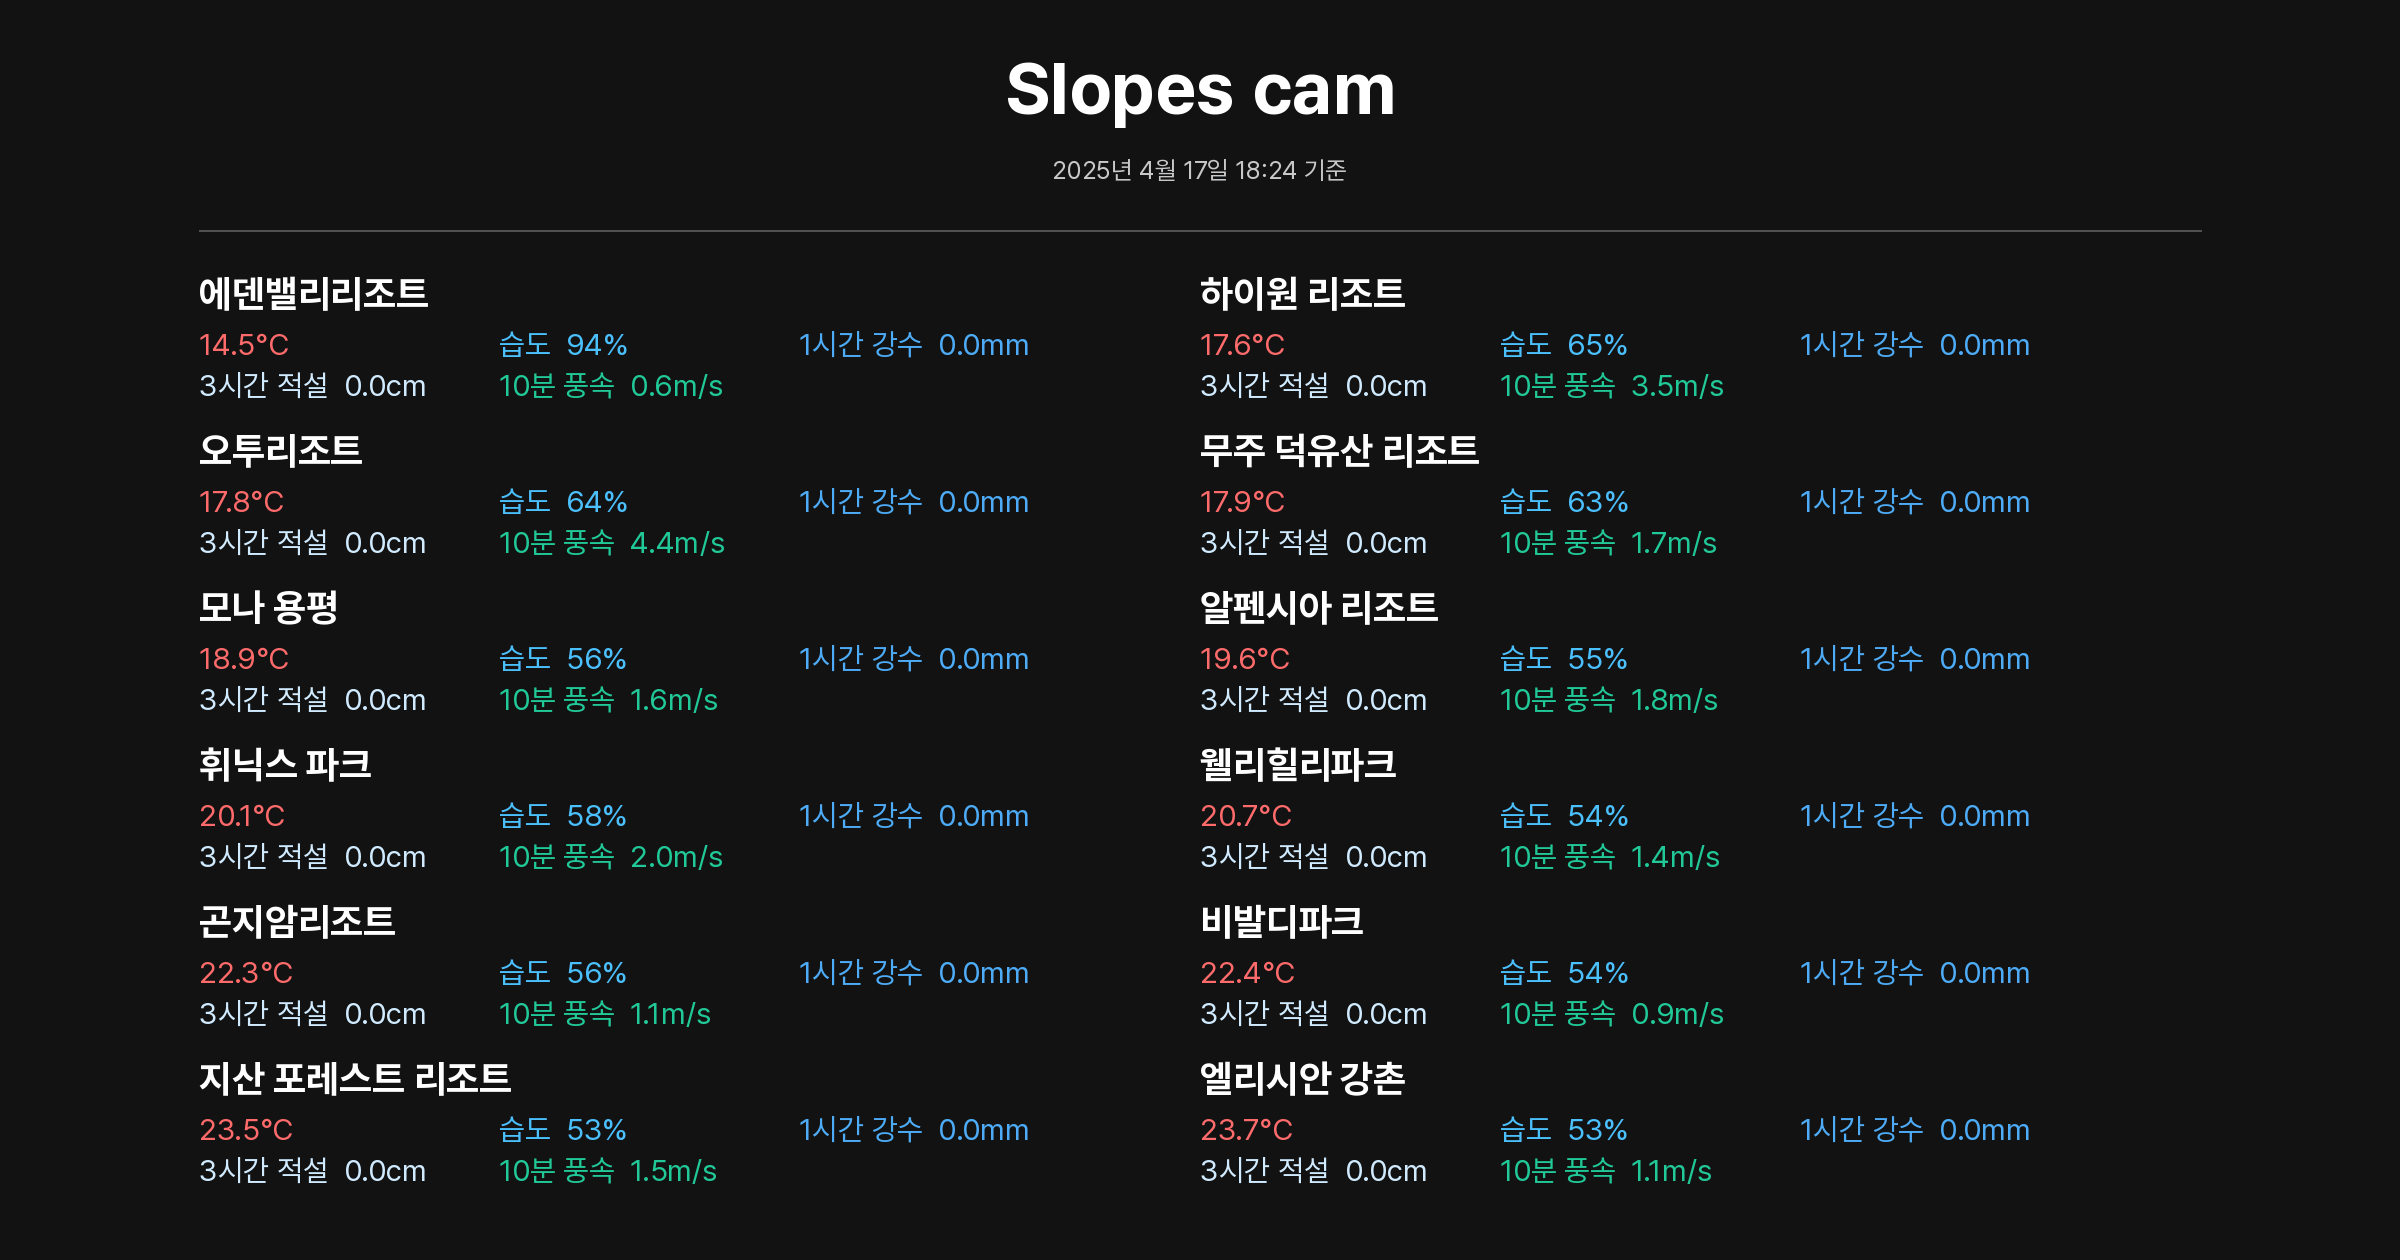 Slopes cam
2025년 4월 17일 18:24 기준
에덴밸리리조트
14.5°C 습도 94% 1시간 강수 0.0mm
3시간 적설 0.0cm 10분 풍속 0.6m/s
하이원 리조트
17.6°C 습도 65% 1시간 강수 0.0mm
3시간 적설 0.0cm 10분 풍속 3.5m/s
오투리조트
17.8°C 습도 64% 1시간 강수 0.0mm
3시간 적설 0.0cm 10분 풍속 4.4m/s
무주 덕유산 리조트
17.9°C 습도 63% 1시간 강수 0.0mm
3시간 적설 0.0cm 10분 풍속 1.7m/s
모나 용평
18.9°C 습도 56% 1시간 강수 0.0mm
3시간 적설 0.0cm 10분 풍속 1.6m/s
알펜시아 리조트
19.6°C 습도 55% 1시간 강수 0.0mm
3시간 적설 0.0cm 10분 풍속 1.8m/s
휘닉스 파크
20.1°C 습도 58% 1시간 강수 0.0mm
3시간 적설 0.0cm 10분 풍속 2.0m/s
웰리힐리파크
20.7°C 습도 54% 1시간 강수 0.0mm
3시간 적설 0.0cm 10분 풍속 1.4m/s
곤지암리조트
22.3°C 습도 56% 1시간 강수 0.0mm
3시간 적설 0.0cm 10분 풍속 1.1m/s
비발디파크
22.4°C 습도 54% 1시간 강수 0.0mm
3시간 적설 0.0cm 10분 풍속 0.9m/s
지산 포레스트 리조트
23.5°C 습도 53% 1시간 강수 0.0mm
3시간 적설 0.0cm 10분 풍속 1.5m/s
엘리시안 강촌
23.7°C 습도 53% 1시간 강수 0.0mm
3시간 적설 0.0cm 10분 풍속 1.1m/s